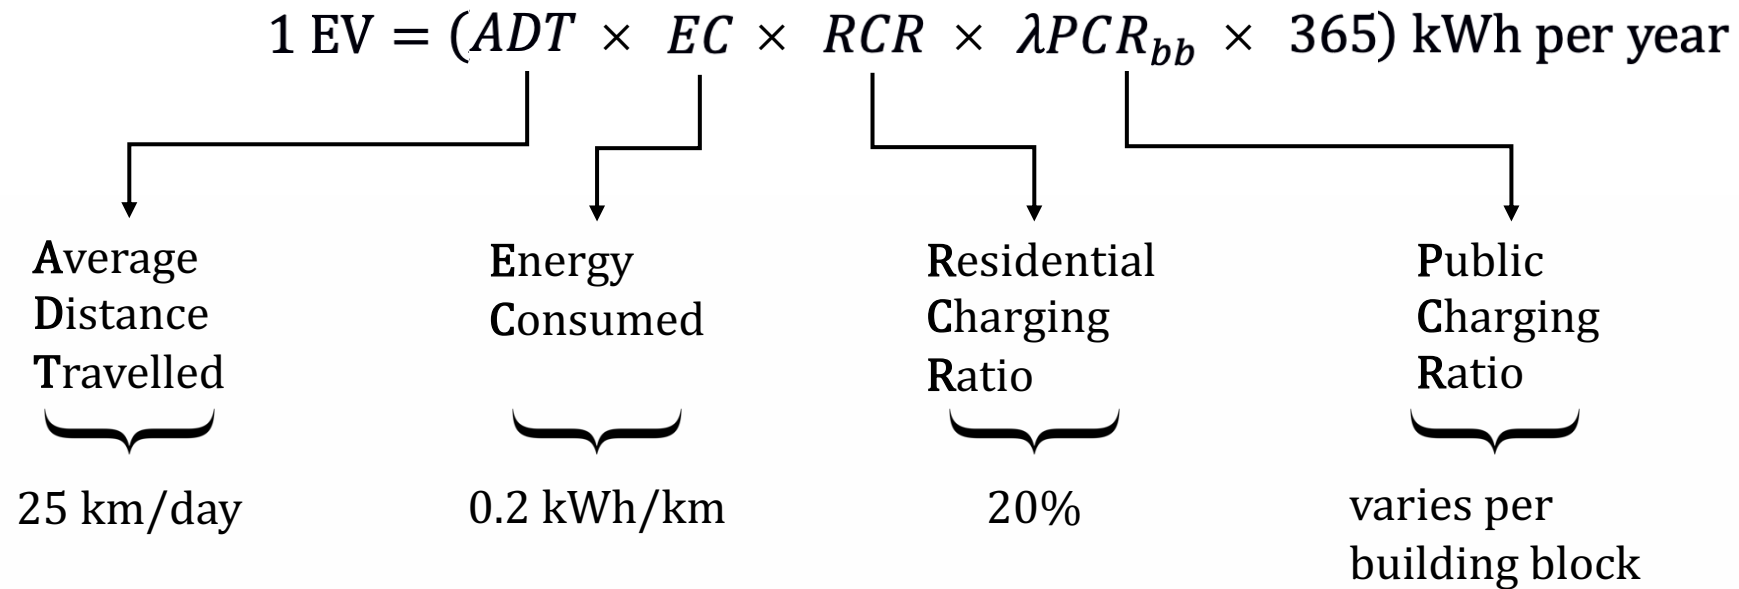 1 EV = (ADT × EC × RCR × λPCR_bb × 365) kWh per year
Average
Distance
Travelled
25 km/day
Energy
Consumed
0.2 kWh/km
Residential
Charging
Ratio
20%
Public
Charging
Ratio
varies per
building block